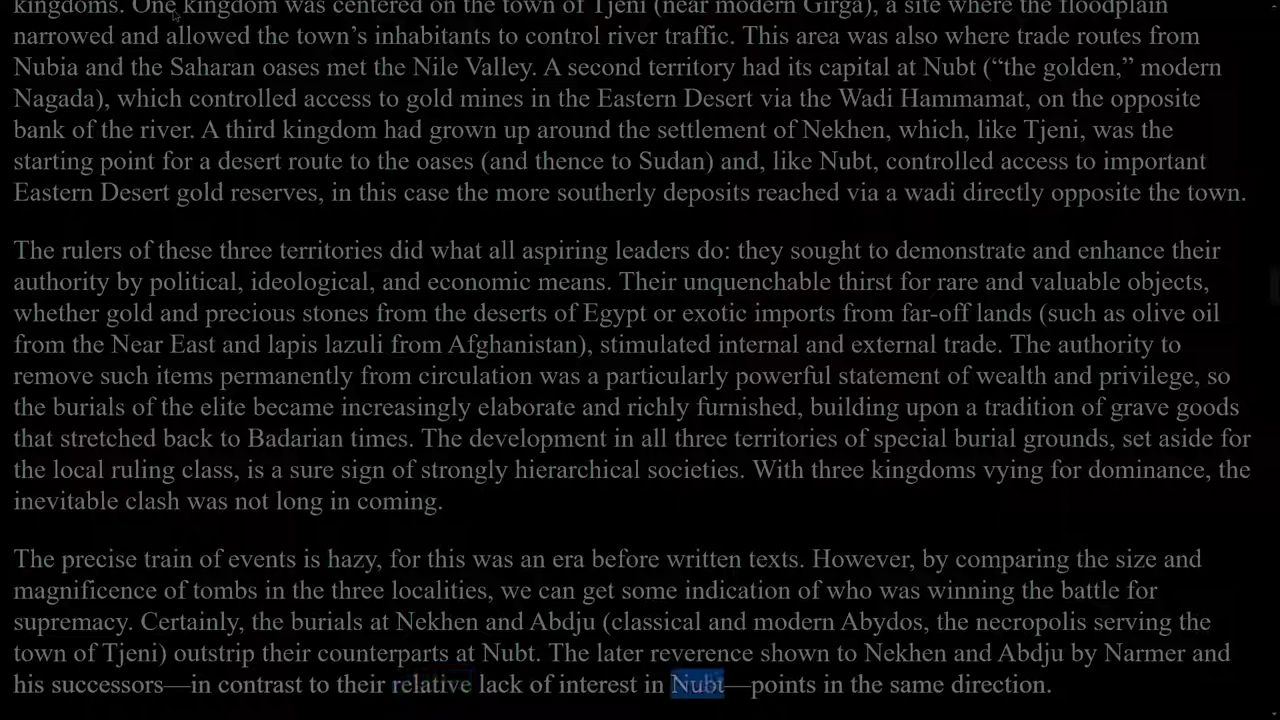 kingdoms. One kingdom was centered on the town of Tjeni (near modern Girga), a site where the floodplain
narrowed and allowed the town’s inhabitants to control river traffic. This area was also where trade routes from
Nubia and the Saharan oases met the Nile Valley. A second territory had its capital at Nubt (“the golden,” modern
Nagada), which controlled access to gold mines in the Eastern Desert via the Wadi Hammamat, on the opposite
bank of the river. A third kingdom had grown up around the settlement of Nekhen, which, like Tjeni, was the
starting point for a desert route to the oases (and thence to Sudan) and, like Nubt, controlled access to important
Eastern Desert gold reserves, in this case the more southerly deposits reached via a wadi directly opposite the town.
The rulers of these three territories did what all aspiring leaders do: they sought to demonstrate and enhance their
authority by political, ideological, and economic means. Their unquenchable thirst for rare and valuable objects,
whether gold and precious stones from the deserts of Egypt or exotic imports from far-off lands (such as olive oil
from the Near East and lapis lazuli from Afghanistan), stimulated internal and external trade. The authority to
remove such items permanently from circulation was a particularly powerful statement of wealth and privilege, so
the burials of the elite became increasingly elaborate and richly furnished, building upon a tradition of grave goods
that stretched back to Badarian times. The development in all three territories of special burial grounds, set aside for
the local ruling class, is a sure sign of strongly hierarchical societies. With three kingdoms vying for dominance, the
inevitable clash was not long in coming.
The precise train of events is hazy, for this was an era before written texts. However, by comparing the size and
magnificence of tombs in the three localities, we can get some indication of who was winning the battle for
supremacy. Certainly, the burials at Nekhen and Abdju (classical and modern Abydos, the necropolis serving the
town of Tjeni) outstrip their counterparts at Nubt. The later reverence shown to Nekhen and Abdju by Narmer and
his successors—in contrast to their relative lack of interest in Nubt—points in the same direction.